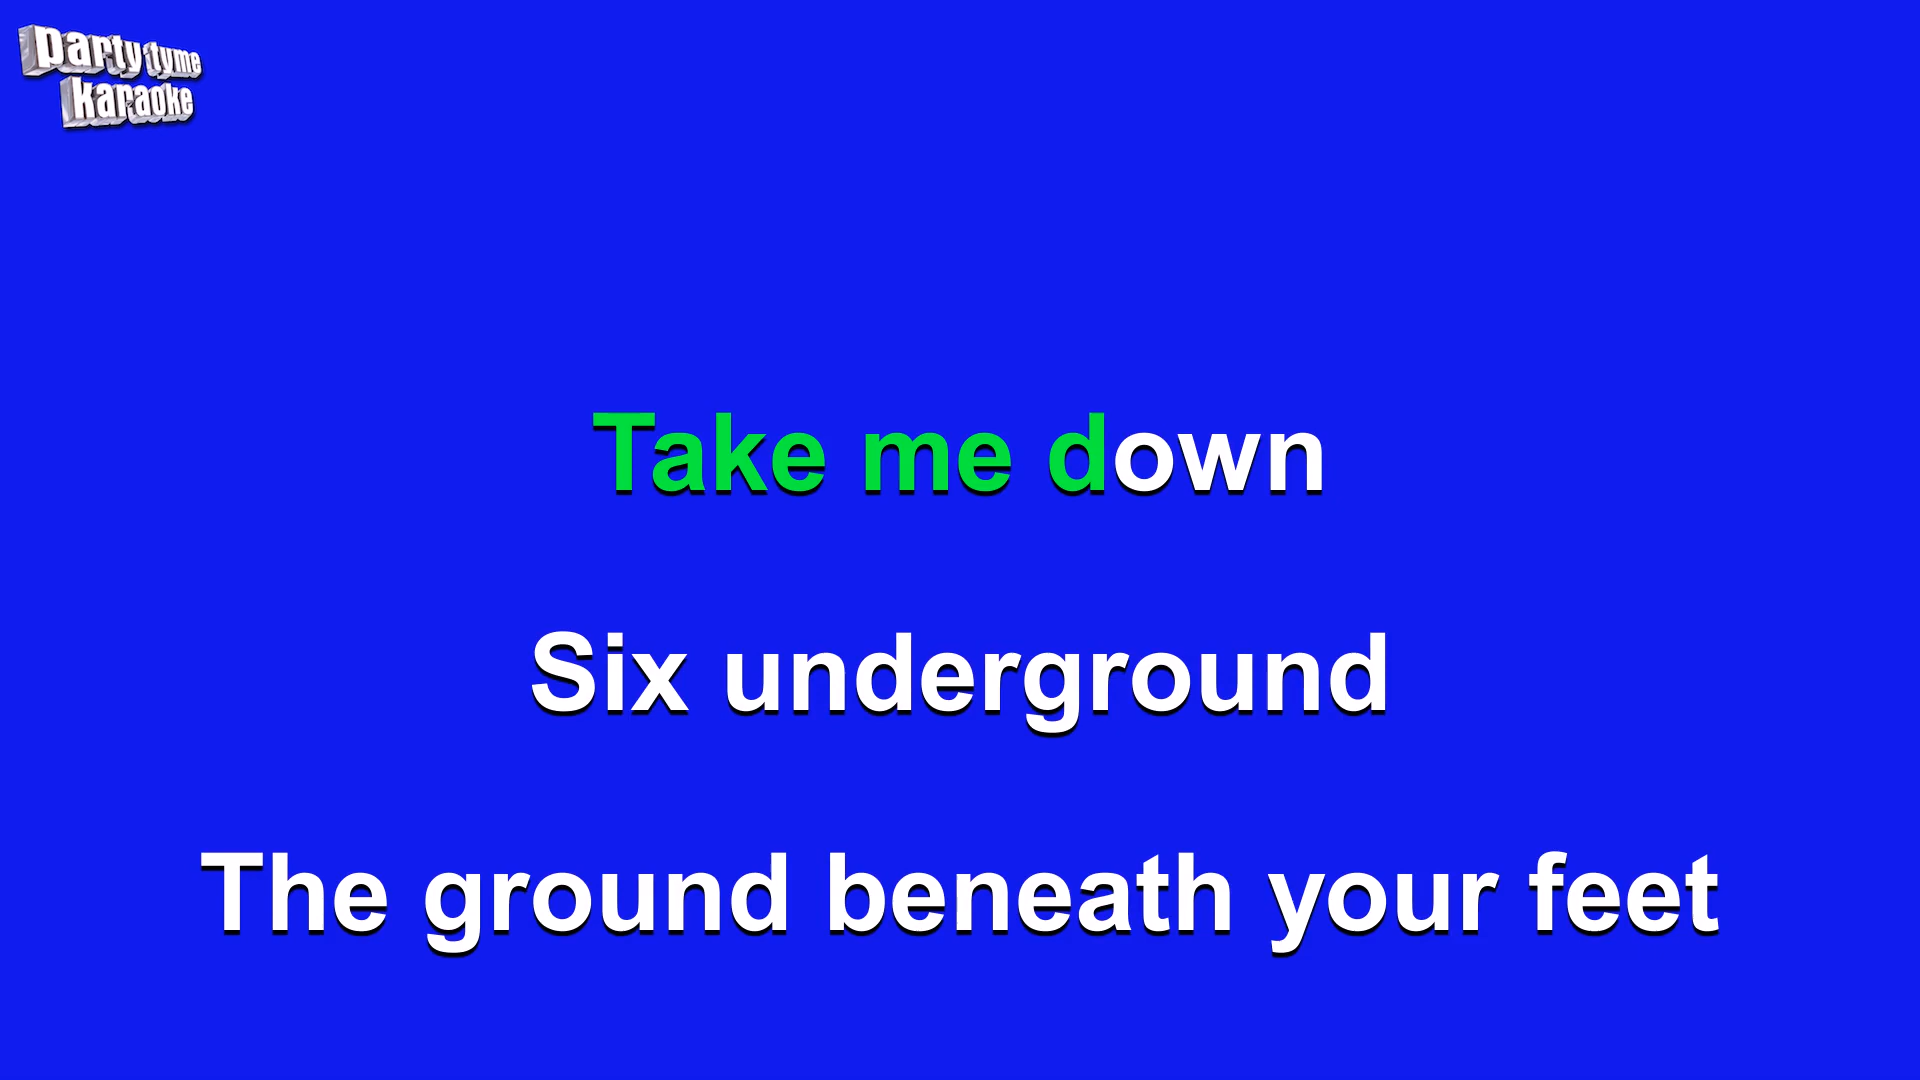 party tyme
karaoke
Take me down
Six underground
The ground beneath your feet